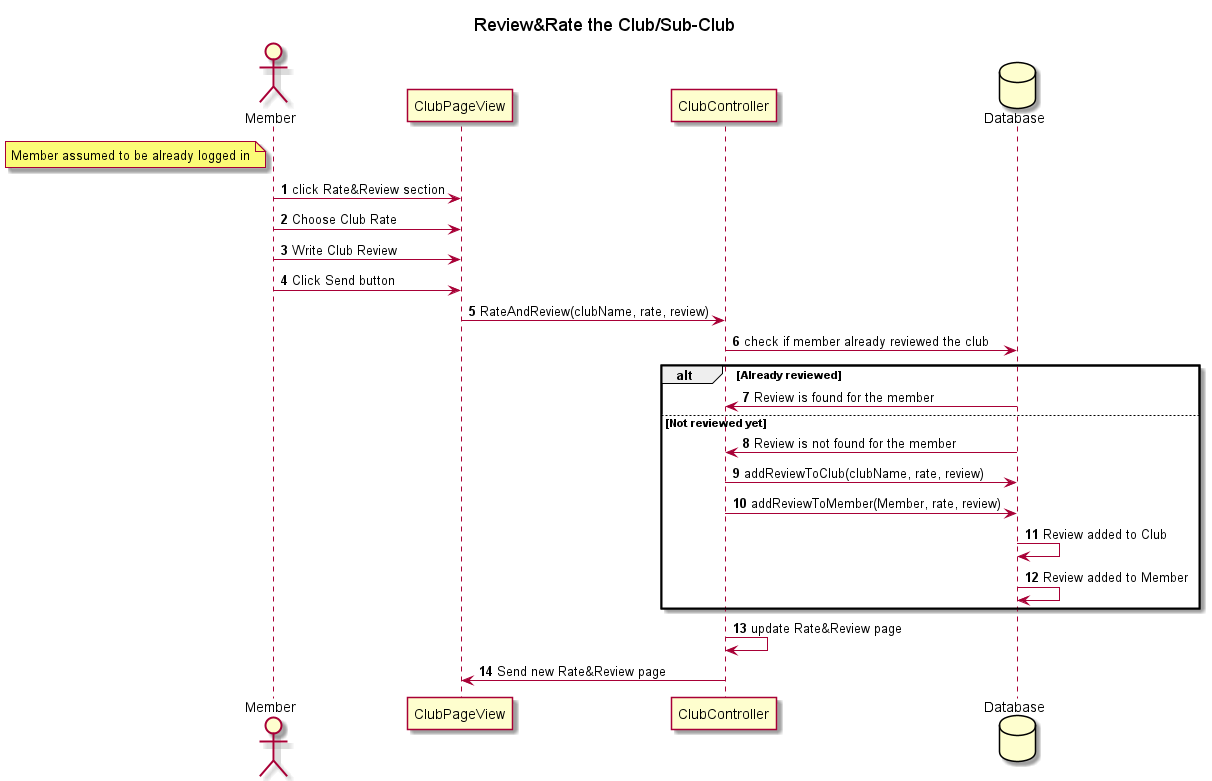 Review&Rate the Club/Sub-Club
Member
ClubPageView
ClubController
Database
Member assumed to be already logged in
1 click Rate&Review section
2 Choose Club Rate
3 Write Club Review
4 Click Send button
5 RateAndReview(clubName, rate, review)
6 check if member already reviewed the club
alt [Already reviewed]
7 Review is found for the member
[Not reviewed yet]
8 Review is not found for the member
9 addReviewToClub(clubName, rate, review)
10 addReviewToMember(Member, rate, review)
11 Review added to Club
12 Review added to Member
13 update Rate&Review page
14 Send new Rate&Review page
Member
ClubPageView
ClubController
Database